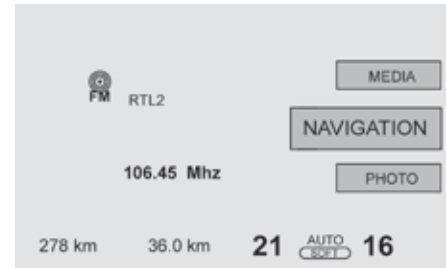 MEDIA
FM RTL2
NAVIGATION
106.45 Mhz
PHOTO
278 km 36.0 km 21 AUTO SOFT 16